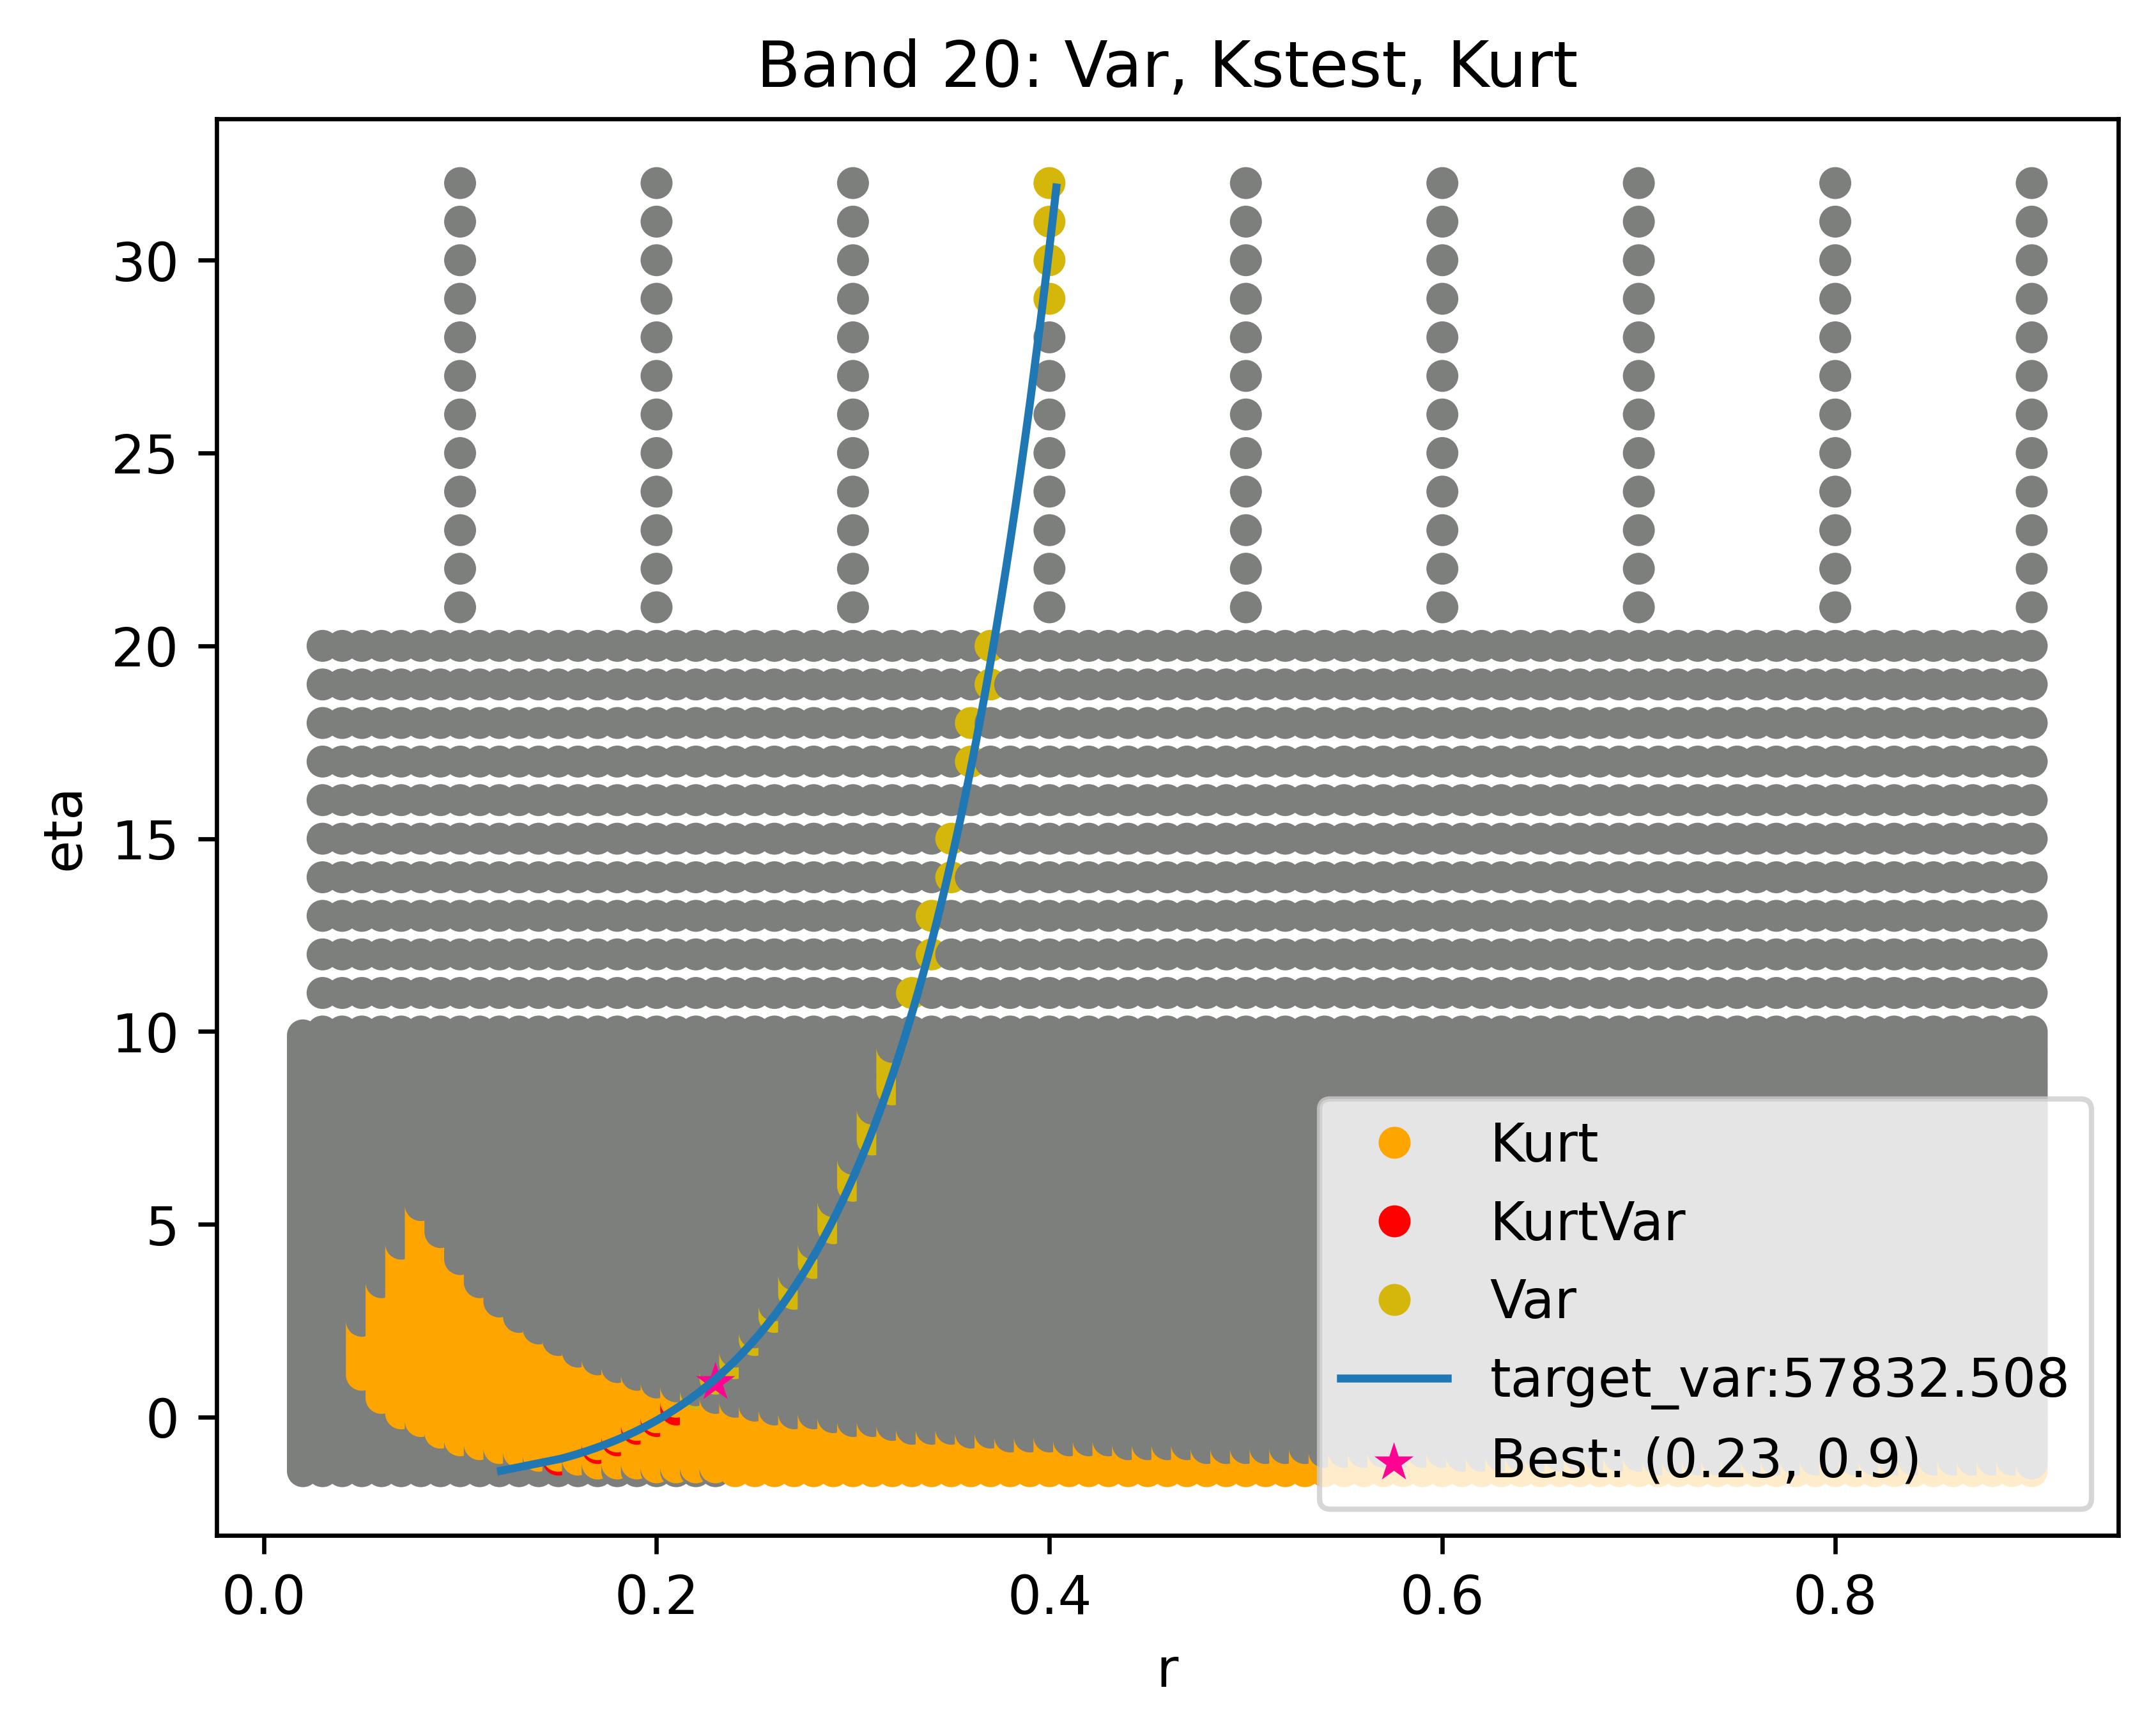 Band 20: Var, Kstest, Kurt
eta
30
25
20
15
10
5
0
Kurt
KurtVar
Var
target_var:57832.508
Best: (0.23, 0.9)
0.0 0.2 0.4 0.6 0.8
r